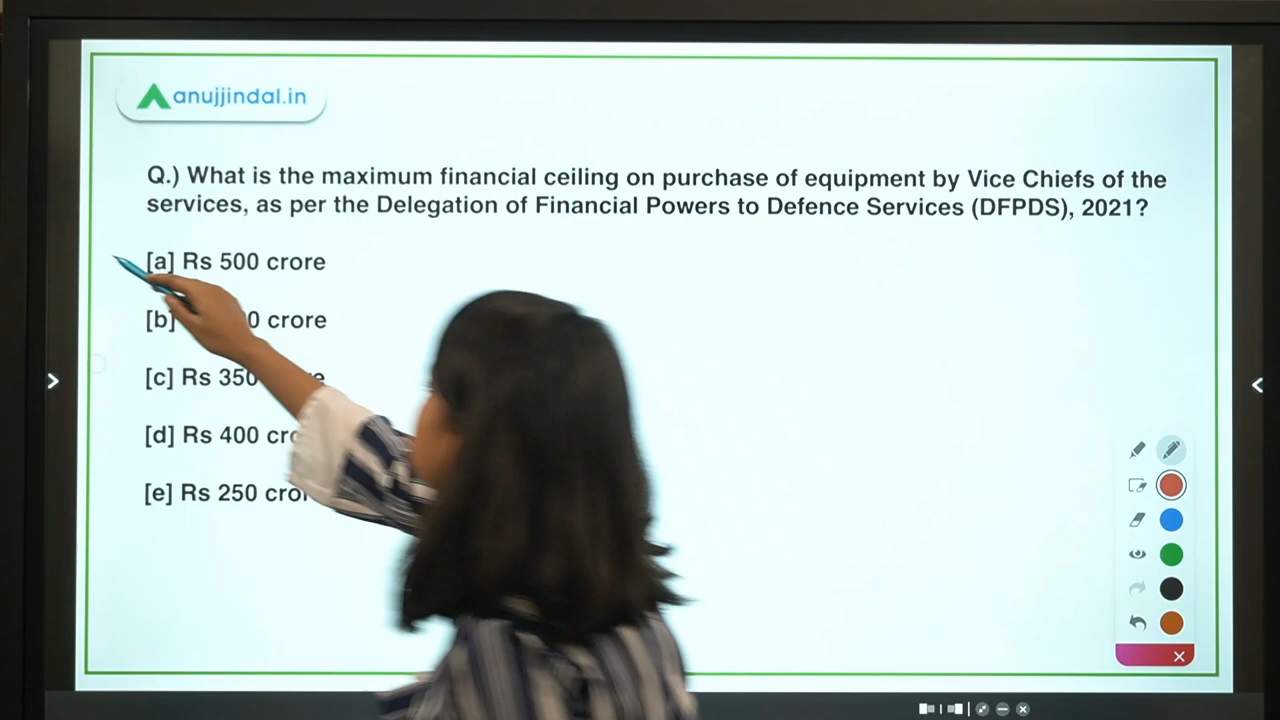 anujjindal.in
Q.) What is the maximum financial ceiling on purchase of equipment by Vice Chiefs of the
services, as per the Delegation of Financial Powers to Defence Services (DFPDS), 2021?
[a] Rs 500 crore
[b] crore
[c] Rs 350
[d] Rs 400
[e] Rs 250